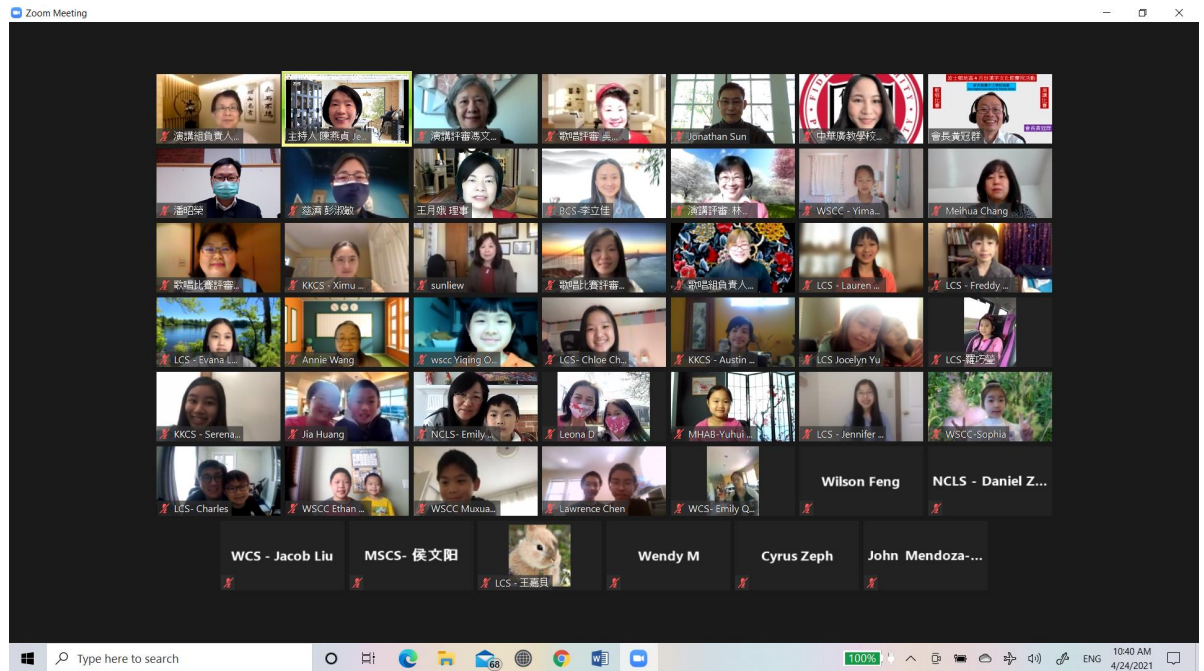 Zoom Meeting
演講組負責人...
主持人 陳燕貞 Je...
演講評審馮文...
歌唱評審 吳...
Jonathan Sun
中華廣教學校...
會長黃冠群
潘昭榮
慈濟 彭淑敏
王月娥 理事
BCS-李立佳
演講評審 林...
WSCC - Yima...
Meihua Chang
歌唱比賽評審...
KKCS - Ximu ...
sunliew
歌唱比賽評審...
歌唱組負責人...
LCS - Lauren ...
LCS - Freddy ...
LCS - Evana L...
Annie Wang
wscc Yiqing O...
LCS- Chloe Ch...
KKCS - Austin ...
LCS Jocelyn Yu
LCS-羅巧瑩
KKCS - Serena...
Jia Huang
NCLS- Emily ...
Leona D
MHAB-Yuhui ...
LCS - Jennifer ...
WSCC-Sophia
LCS- Charles
WSCC Ethan ...
WSCC Muxua...
Lawrence Chen
WCS- Emily Q...
Wilson Feng
NCLS - Daniel Z...
WCS - Jacob Liu
MSCS- 侯文阳
LCS - 王嘉貝
Wendy M
Cyrus Zeph
John Mendoza-...
Type here to search
68
100%
ENG
10:40 AM
4/24/2021